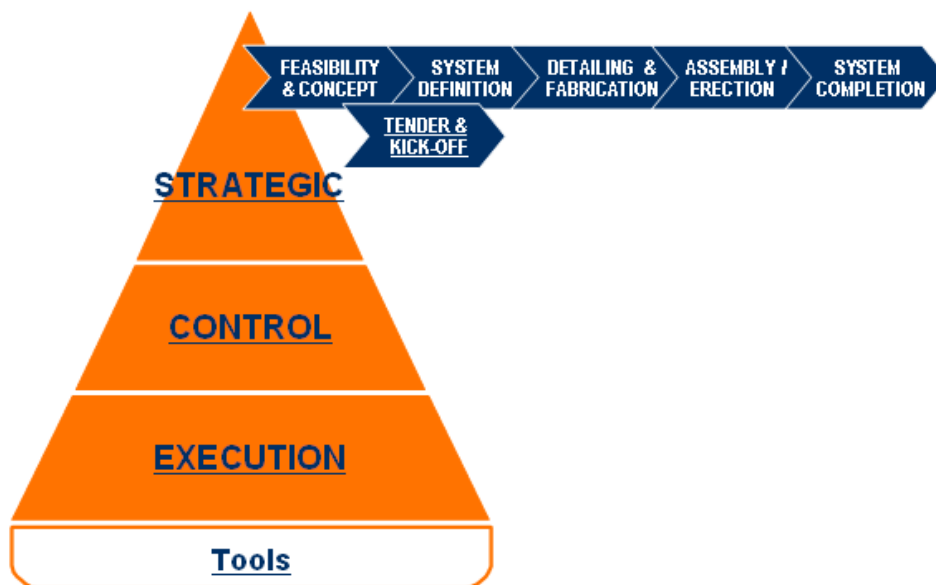 FEASIBILITY
& CONCEPT
SYSTEM
DEFINITION
DETAILING &
FABRICATION
ASSEMBLY /
ERECTION
SYSTEM
COMPLETION
TENDER &
KICK-OFF
STRATEGIC
CONTROL
EXECUTION
Tools